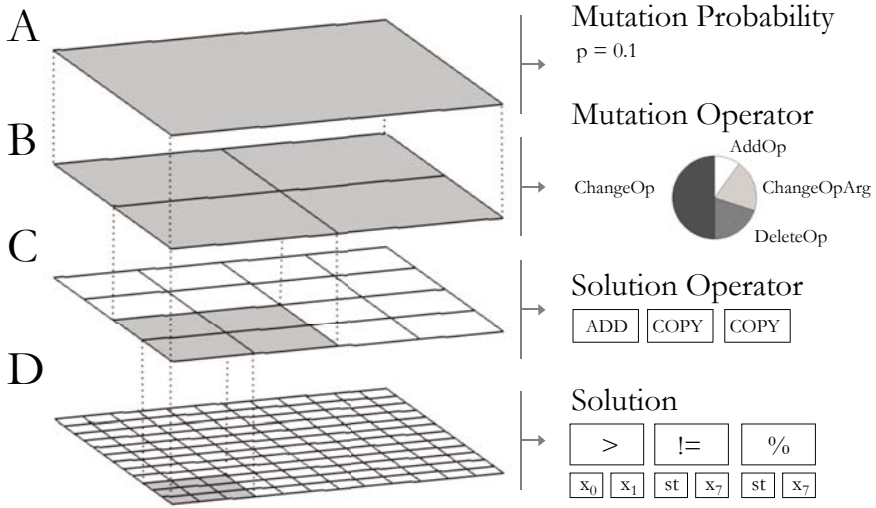 A
Mutation Probability
p = 0.1
B
Mutation Operator
AddOp
ChangeOp
ChangeOpArg
DeleteOp
C
Solution Operator
ADD COPY COPY
D
Solution
> != %
x₀ x₁ st x₇ st x₇